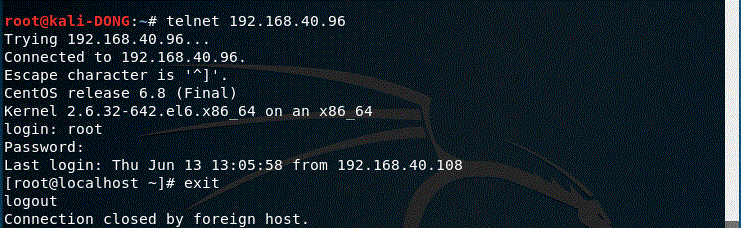 root@kali-DONG:~# telnet 192.168.40.96
Trying 192.168.40.96...
Connected to 192.168.40.96.
Escape character is '^]'.
CentOS release 6.8 (Final)
Kernel 2.6.32-642.el6.x86_64 on an x86_64
login: root
Password:
Last login: Thu Jun 13 13:05:58 from 192.168.40.108
[root@localhost ~]# exit
logout
Connection closed by foreign host.